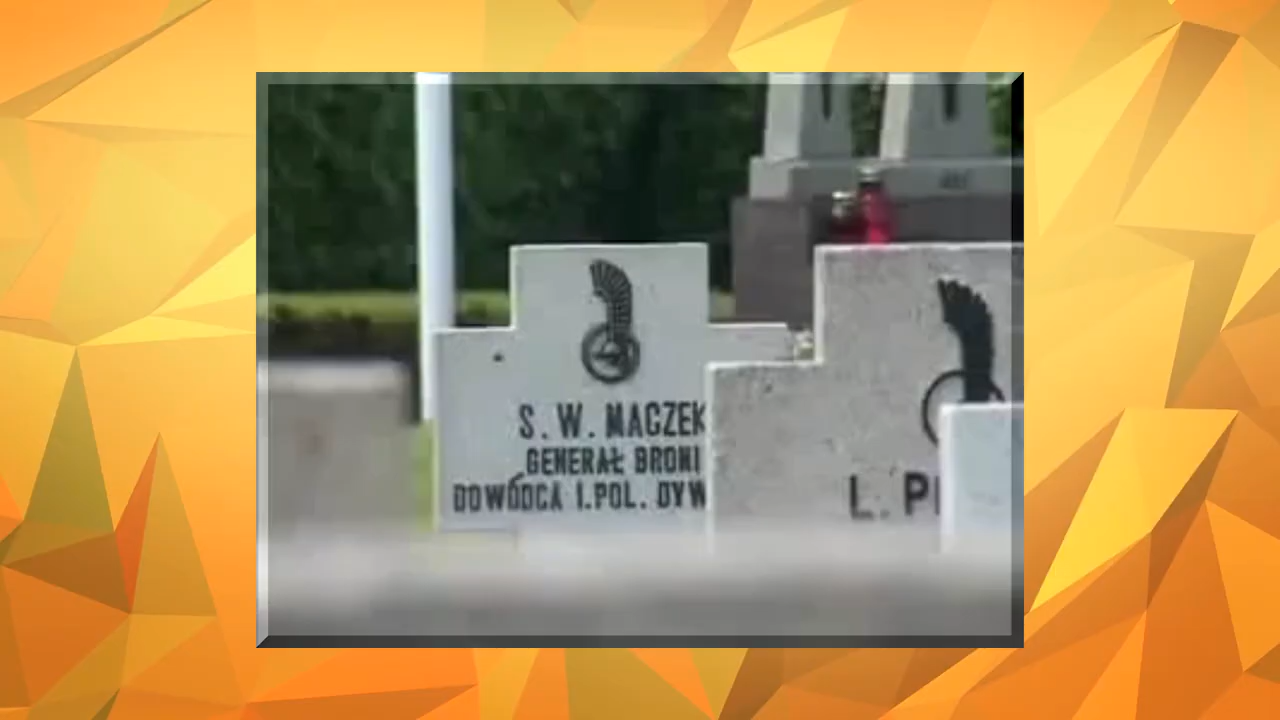 S. W. MACZEK
GENERAŁ BRONI
DOWÓDCA 1. POL. DYW
L. P